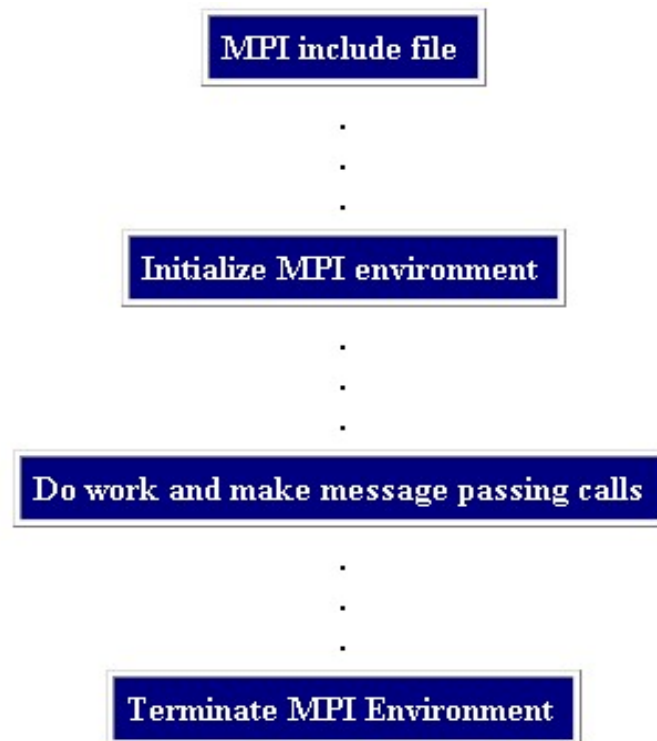 MPI include file
.
.
.
Initialize MPI environment
.
.
.
Do work and make message passing calls
.
.
.
Terminate MPI Environment